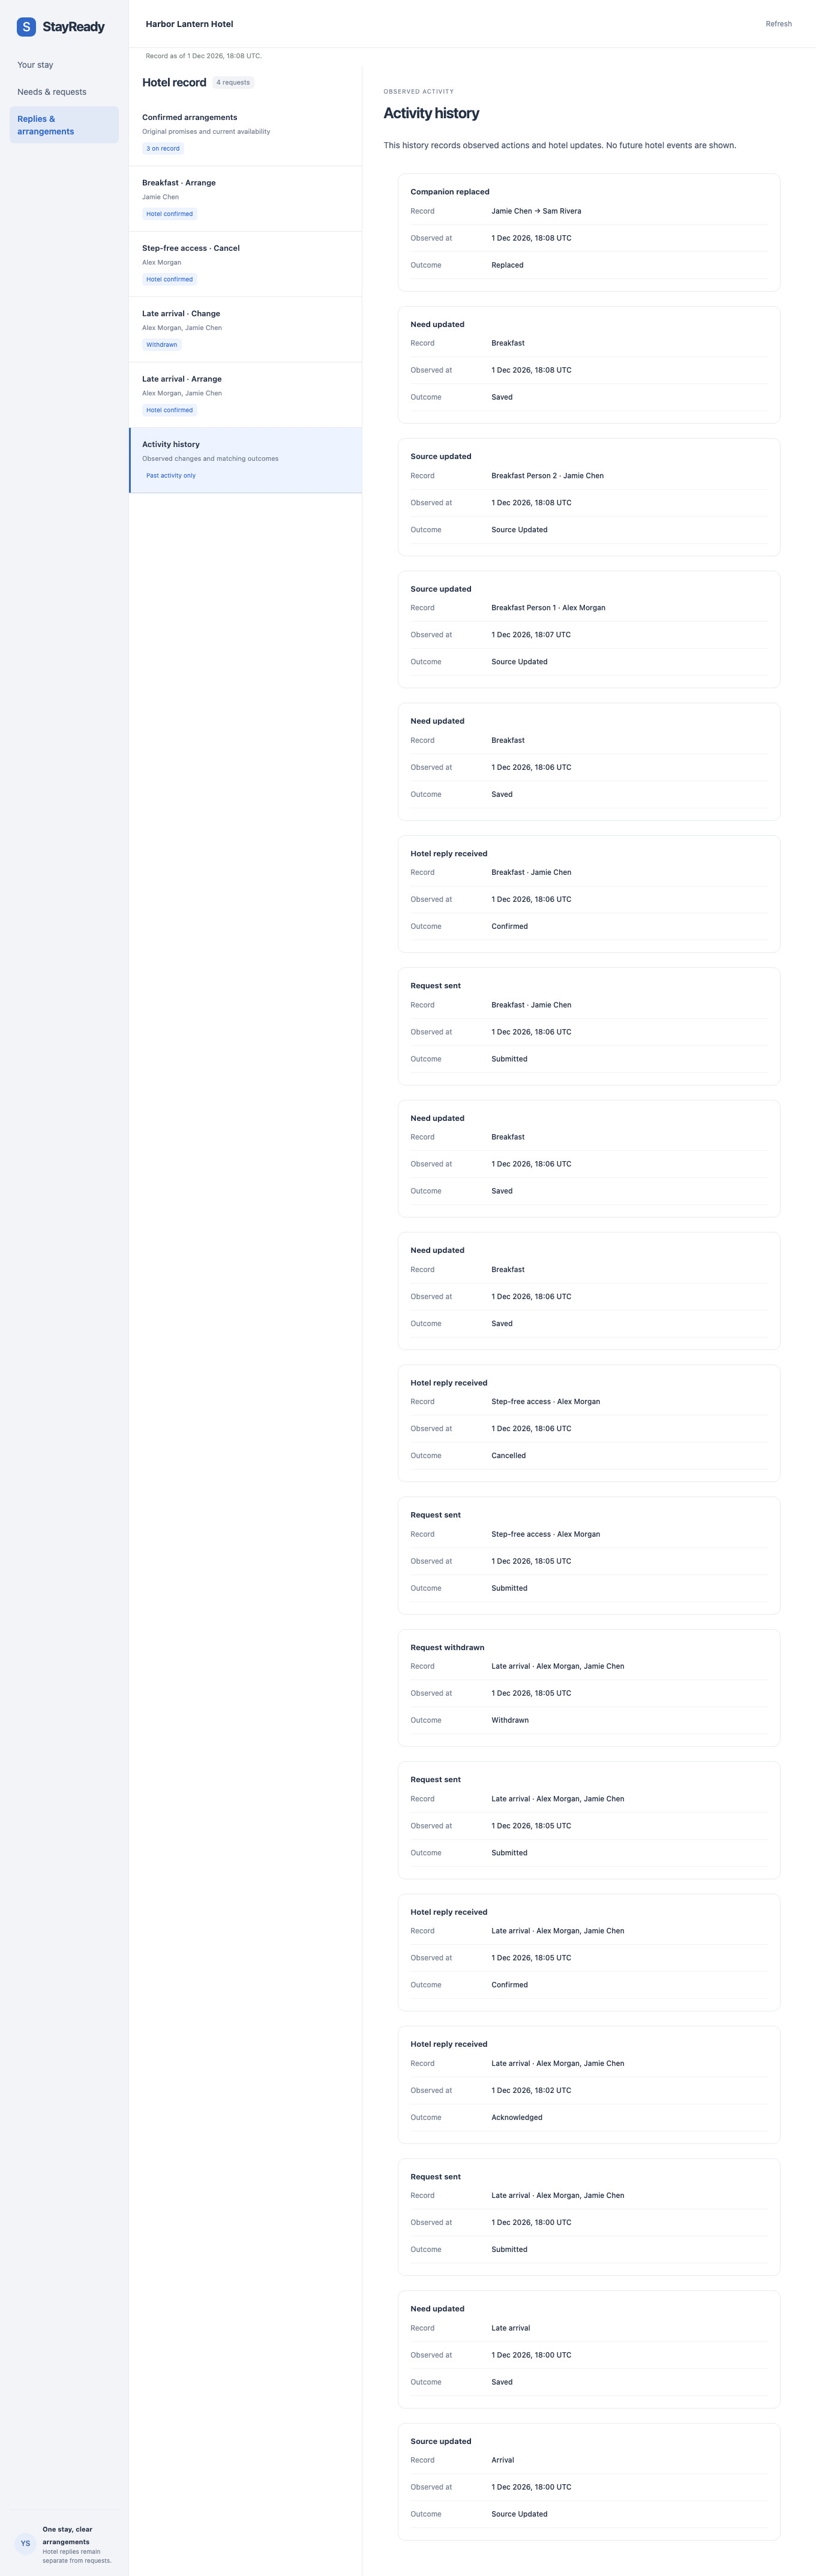 S StayReady
Your stay
Needs & requests
Replies &
arrangements
YS
One stay, clear
arrangements
Hotel replies remain
separate from requests.
Harbor Lantern Hotel
Refresh
Record as of 1 Dec 2026, 18:08 UTC.
Hotel record 4 requests
Confirmed arrangements
Original promises and current availability
3 on record
Breakfast · Arrange
Jamie Chen
Hotel confirmed
Step-free access · Cancel
Alex Morgan
Hotel confirmed
Late arrival · Change
Alex Morgan, Jamie Chen
Withdrawn
Late arrival · Arrange
Alex Morgan, Jamie Chen
Hotel confirmed
Activity history
Observed changes and matching outcomes
Past activity only
OBSERVED ACTIVITY
Activity history
This history records observed actions and hotel updates. No future hotel events are shown.
Companion replaced
Record Jamie Chen → Sam Rivera
Observed at 1 Dec 2026, 18:08 UTC
Outcome Replaced
Need updated
Record Breakfast
Observed at 1 Dec 2026, 18:08 UTC
Outcome Saved
Source updated
Record Breakfast Person 2 · Jamie Chen
Observed at 1 Dec 2026, 18:08 UTC
Outcome Source Updated
Source updated
Record Breakfast Person 1 · Alex Morgan
Observed at 1 Dec 2026, 18:07 UTC
Outcome Source Updated
Need updated
Record Breakfast
Observed at 1 Dec 2026, 18:06 UTC
Outcome Saved
Hotel reply received
Record Breakfast · Jamie Chen
Observed at 1 Dec 2026, 18:06 UTC
Outcome Confirmed
Request sent
Record Breakfast · Jamie Chen
Observed at 1 Dec 2026, 18:06 UTC
Outcome Submitted
Need updated
Record Breakfast
Observed at 1 Dec 2026, 18:06 UTC
Outcome Saved
Need updated
Record Breakfast
Observed at 1 Dec 2026, 18:06 UTC
Outcome Saved
Hotel reply received
Record Step-free access · Alex Morgan
Observed at 1 Dec 2026, 18:06 UTC
Outcome Cancelled
Request sent
Record Step-free access · Alex Morgan
Observed at 1 Dec 2026, 18:05 UTC
Outcome Submitted
Request withdrawn
Record Late arrival · Alex Morgan, Jamie Chen
Observed at 1 Dec 2026, 18:05 UTC
Outcome Withdrawn
Request sent
Record Late arrival · Alex Morgan, Jamie Chen
Observed at 1 Dec 2026, 18:05 UTC
Outcome Submitted
Hotel reply received
Record Late arrival · Alex Morgan, Jamie Chen
Observed at 1 Dec 2026, 18:05 UTC
Outcome Confirmed
Hotel reply received
Record Late arrival · Alex Morgan, Jamie Chen
Observed at 1 Dec 2026, 18:02 UTC
Outcome Acknowledged
Request sent
Record Late arrival · Alex Morgan, Jamie Chen
Observed at 1 Dec 2026, 18:00 UTC
Outcome Submitted
Need updated
Record Late arrival
Observed at 1 Dec 2026, 18:00 UTC
Outcome Saved
Source updated
Record Arrival
Observed at 1 Dec 2026, 18:00 UTC
Outcome Source Updated